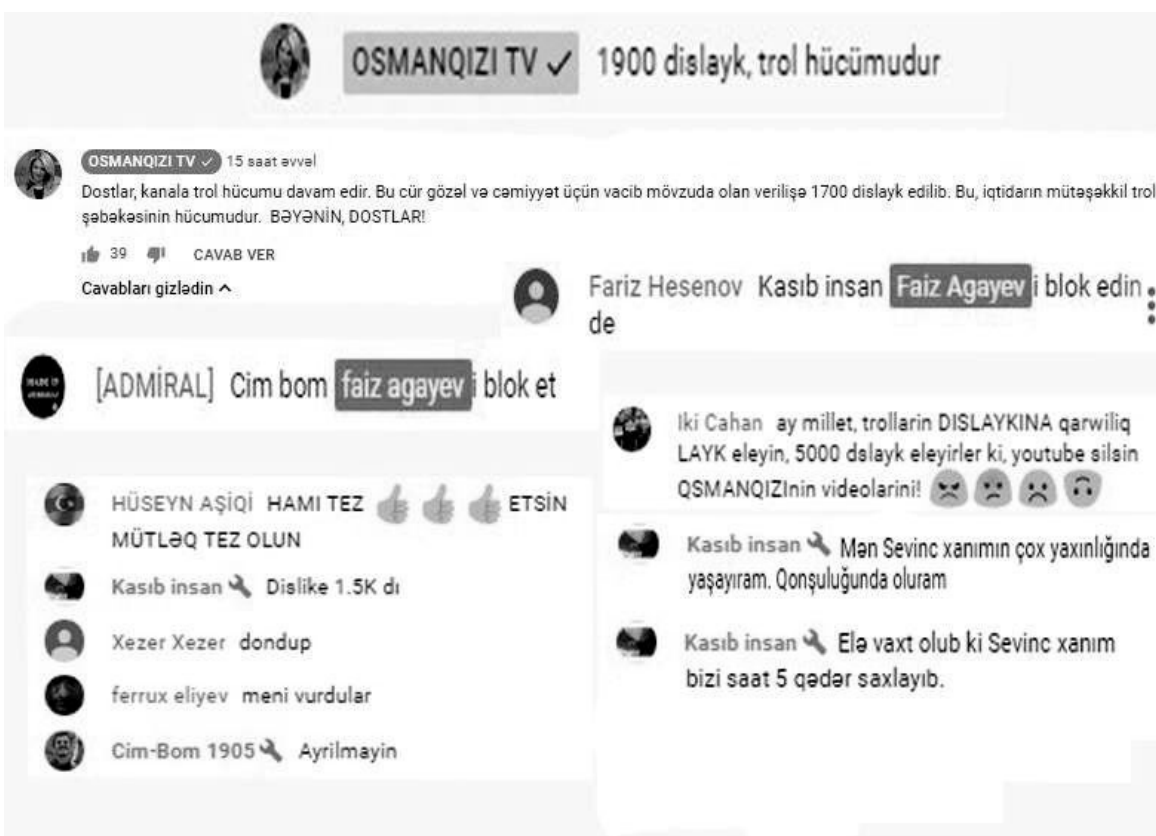 OSMANQIZI TV ✓ 1900 dislayk, trol hücümudur
OSMANQIZI TV ✓ 15 saat əvvəl
Dostlar, kanala trol hücumu davam edir. Bu cür gözəl və cəmiyyət üçün vacib mövzuda olan verilişə 1700 dislayk edilib. Bu, iqtidarın mütəşəkkil trol
şəbəkəsinin hücumudur. BƏYƏNİN, DOSTLAR!
39 CAVAB VER
Cavabları gizlədin
Fariz Hesenov Kasıb insan Faiz Agayev i blok edin
de
[ADMİRAL] Cim bom faiz agayev i blok et
HÜSEYN AŞİQİ HAMI TEZ 👍 👍 👍 ETSİN
MÜTLƏQ TEZ OLUN
Kasıb insan Dislike 1.5K dı
Xezer Xezer dondup
ferrux eliyev meni vurdular
Cim-Bom 1905 Ayrilmayin
Iki Cahan ay millet, trollarin DISLAYKINA qarwiliq
LAYK eleyin, 5000 dslayk eleyirler ki, youtube silsin
QSMANQIZInin videolarini!
Kasıb insan Mən Sevinc xanımın çox yaxınlığında
yaşayıram. Qonşuluğunda oluram
Kasıb insan Elə vaxt olub ki Sevinc xanım
bizi saat 5 qədər saxlayıb.